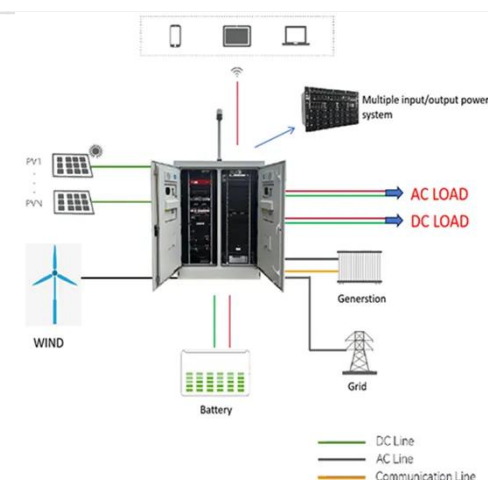 Multiple input/output power
system
PV1
PVN
AC LOAD
DC LOAD
WIND
Generstion
Grid
Battery
DC Line
AC Line
Communication Line